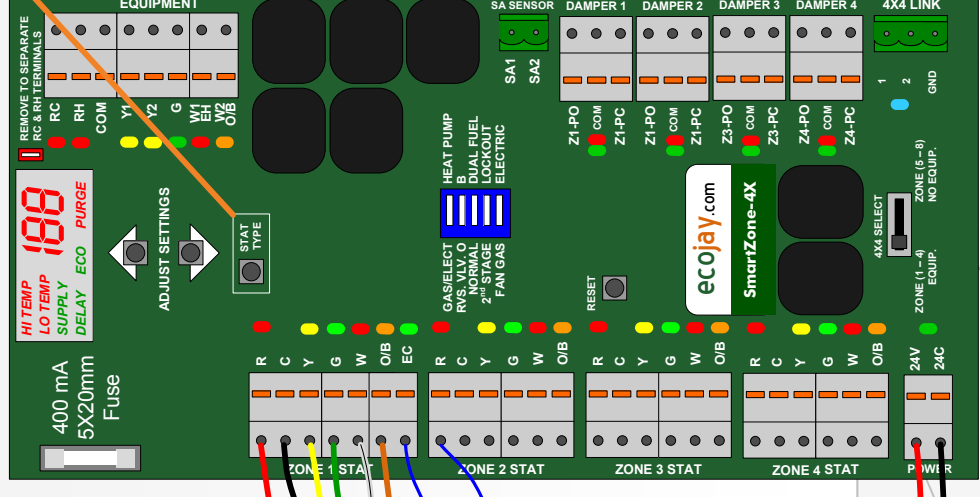 EQUIPMENT
SA SENSOR
DAMPER 1
DAMPER 2
DAMPER 3
DAMPER 4
4X4 LINK
REMOVE TO SEPARATE
RC & RH TERMINALS
RC
RH
COM
Y1
Y2
G
W1
EH
W2
O/B
SA1
SA2
Z1-PO
COM
Z1-PC
Z1-PO
COM
Z1-PC
Z3-PO
COM
Z3-PC
Z4-PO
COM
Z4-PC
1
2
GND
HEAT PUMP
B
DUAL FUEL
LOCKOUT
ELECTRIC
GAS/ELECT
RVS. VLV. O
NORMAL
2nd STAGE
FAN GAS
188
HI TEMP
LO TEMP
SUPPLY
DELAY
ECO
PURGE
ADJUST SETTINGS
STAT
TYPE
RESET
ecojay.com
SmartZone-4X
4X4 SELECT
ZONE (5 – 8)
NO EQUIP.
ZONE (1 – 4)
EQUIP.
400 mA
5X20mm
Fuse
R
C
Y
G
W
O/B
EC
R
C
Y
G
W
O/B
R
C
Y
G
W
O/B
R
C
Y
G
W
O/B
24V
24C
ZONE 1 STAT
ZONE 2 STAT
ZONE 3 STAT
ZONE 4 STAT
POWER